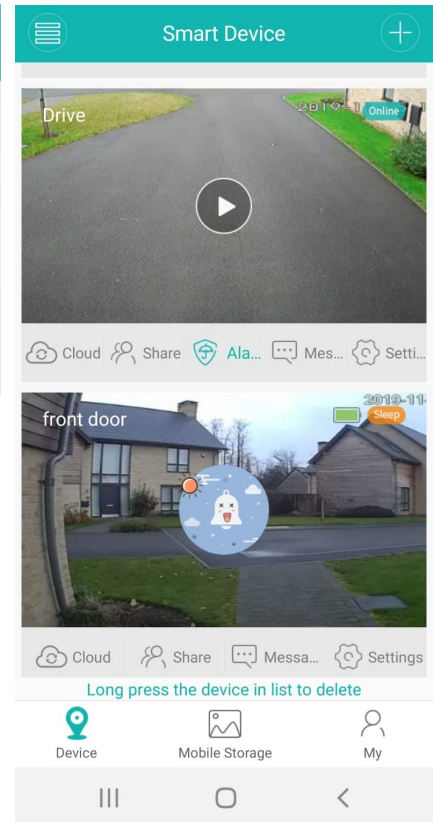 Smart Device
Drive
2019-1
Online
Cloud
Share
Ala...
Mes...
Setti...
front door
2019-11-
Sleep
Cloud
Share
Messa...
Settings
Long press the device in list to delete
Device
Mobile Storage
My